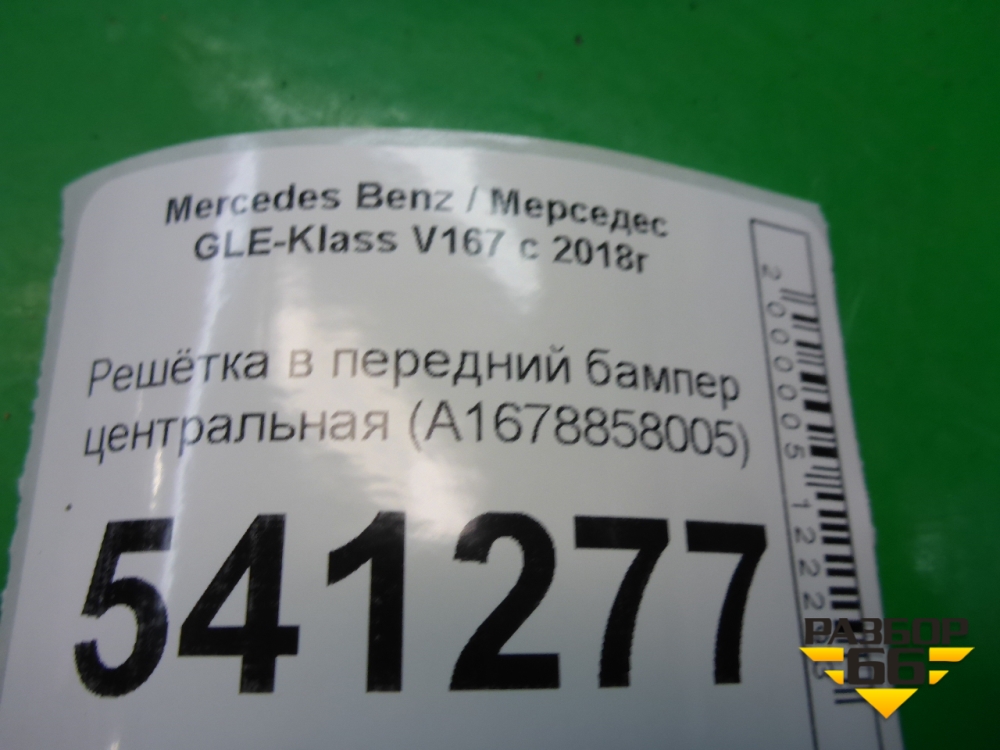 Mercedes Benz / Мерседес
GLE-Klass V167 с 2018г
Решётка в передний бампер
центральная (A1678858005)
541277
РАЗБОР
66